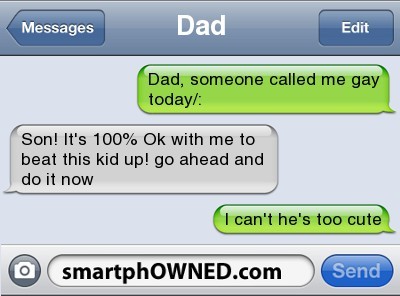 Messages
Dad
Edit
Dad, someone called me gay
today/:
Son! It's 100% Ok with me to
beat this kid up! go ahead and
do it now
I can't he's too cute
smartphOWNED.com
Send